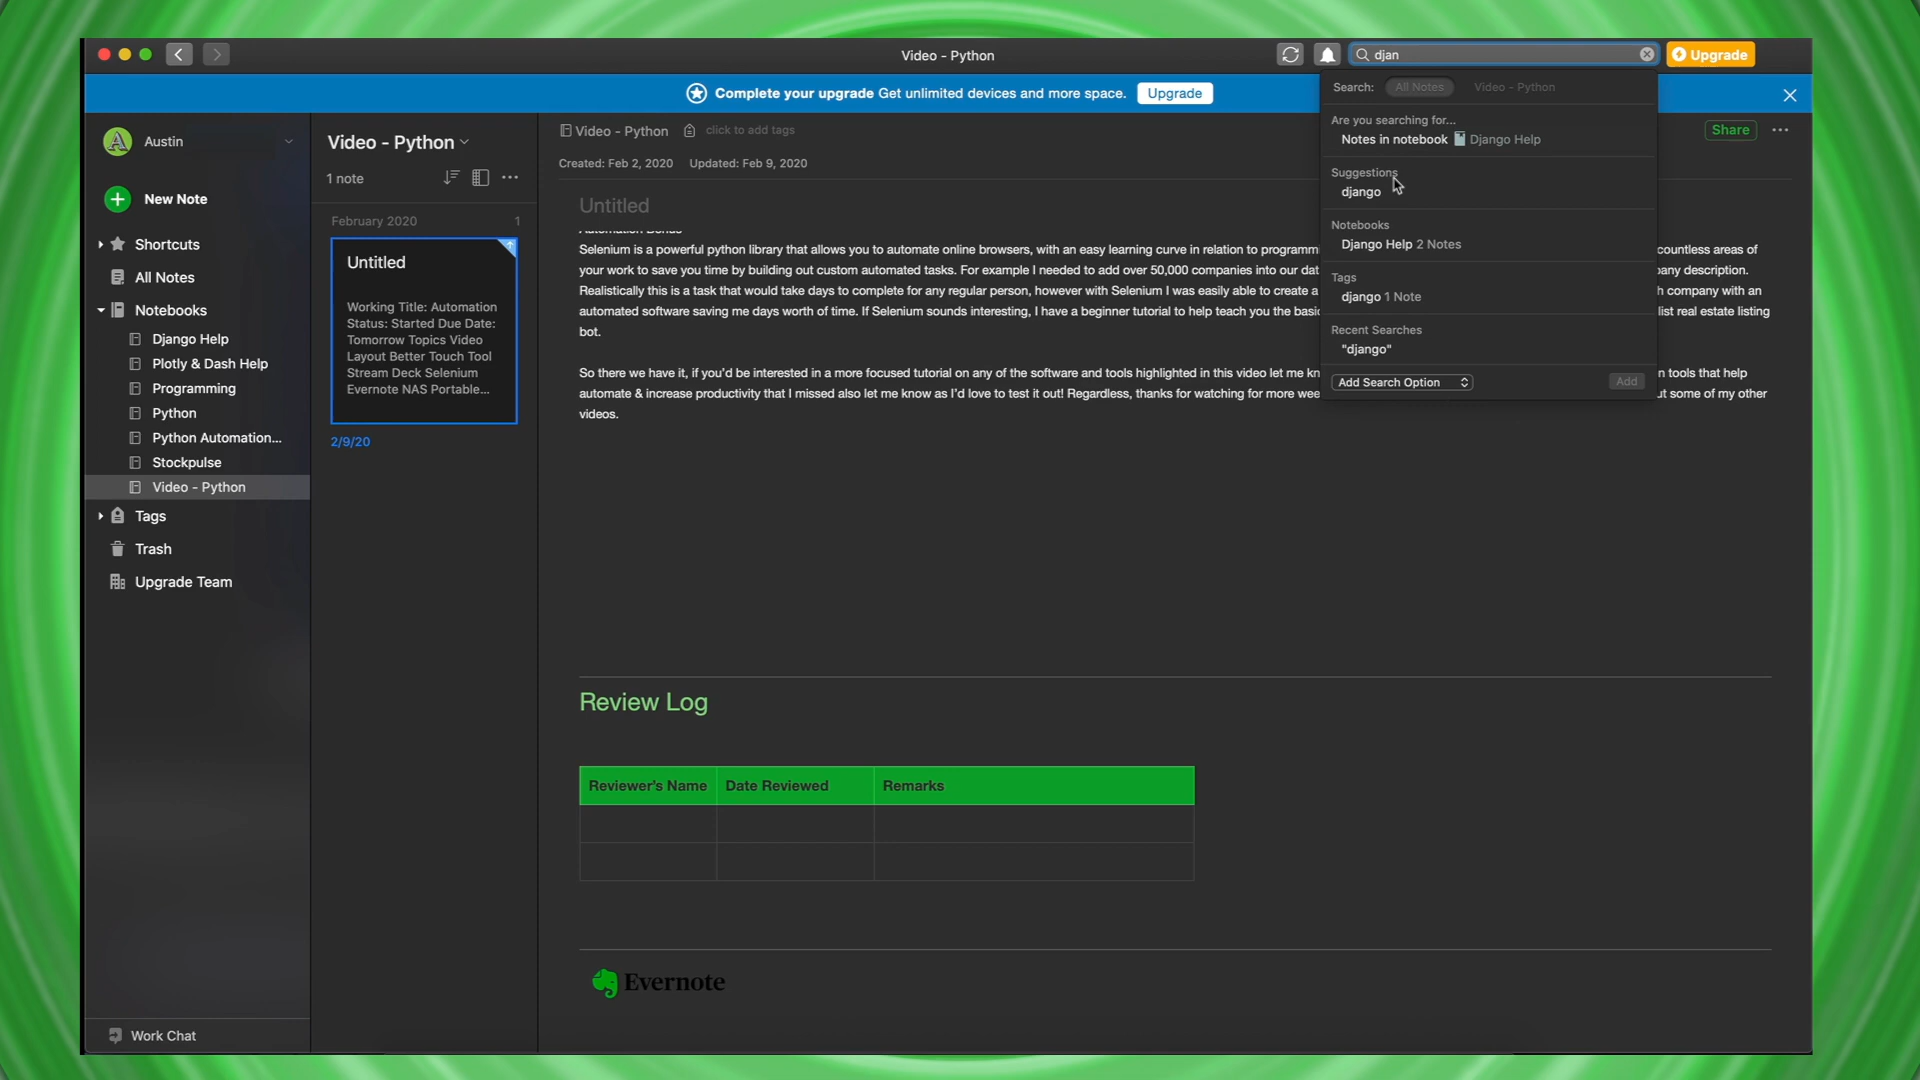 Video - Python
djan
Upgrade
Complete your upgrade Get unlimited devices and more space. Upgrade
Search: All Notes Video - Python
Are you searching for...
Notes in notebook Django Help
Suggestions
django
Notebooks
Django Help 2 Notes
Tags
django 1 Note
Recent Searches
"django"
Add Search Option Add
Austin
New Note
Shortcuts
All Notes
Notebooks
Django Help
Plotly & Dash Help
Programming
Python
Python Automation...
Stockpulse
Video - Python
Tags
Trash
Upgrade Team
Work Chat
Video - Python
1 note
February 2020 1
Untitled
Working Title: Automation
Status: Started Due Date:
Tomorrow Topics Video
Layout Better Touch Tool
Stream Deck Selenium
Evernote NAS Portable...
2/9/20
Video - Python click to add tags
Share
Created: Feb 2, 2020 Updated: Feb 9, 2020
Untitled
Selenium is a powerful python library that allows you to automate online browsers, with an easy learning curve in relation to programmi countless areas of
your work to save you time by building out custom automated tasks. For example I needed to add over 50,000 companies into our dat any description.
Realistically this is a task that would take days to complete for any regular person, however with Selenium I was easily able to create a h company with an
automated software saving me days worth of time. If Selenium sounds interesting, I have a beginner tutorial to help teach you the basic list real estate listing
bot.
So there we have it, if you'd be interested in a more focused tutorial on any of the software and tools highlighted in this video let me kn n tools that help
automate & increase productivity that I missed also let me know as I'd love to test it out! Regardless, thanks for watching for more wee ut some of my other
videos.
Review Log
Reviewer's Name Date Reviewed Remarks
Evernote